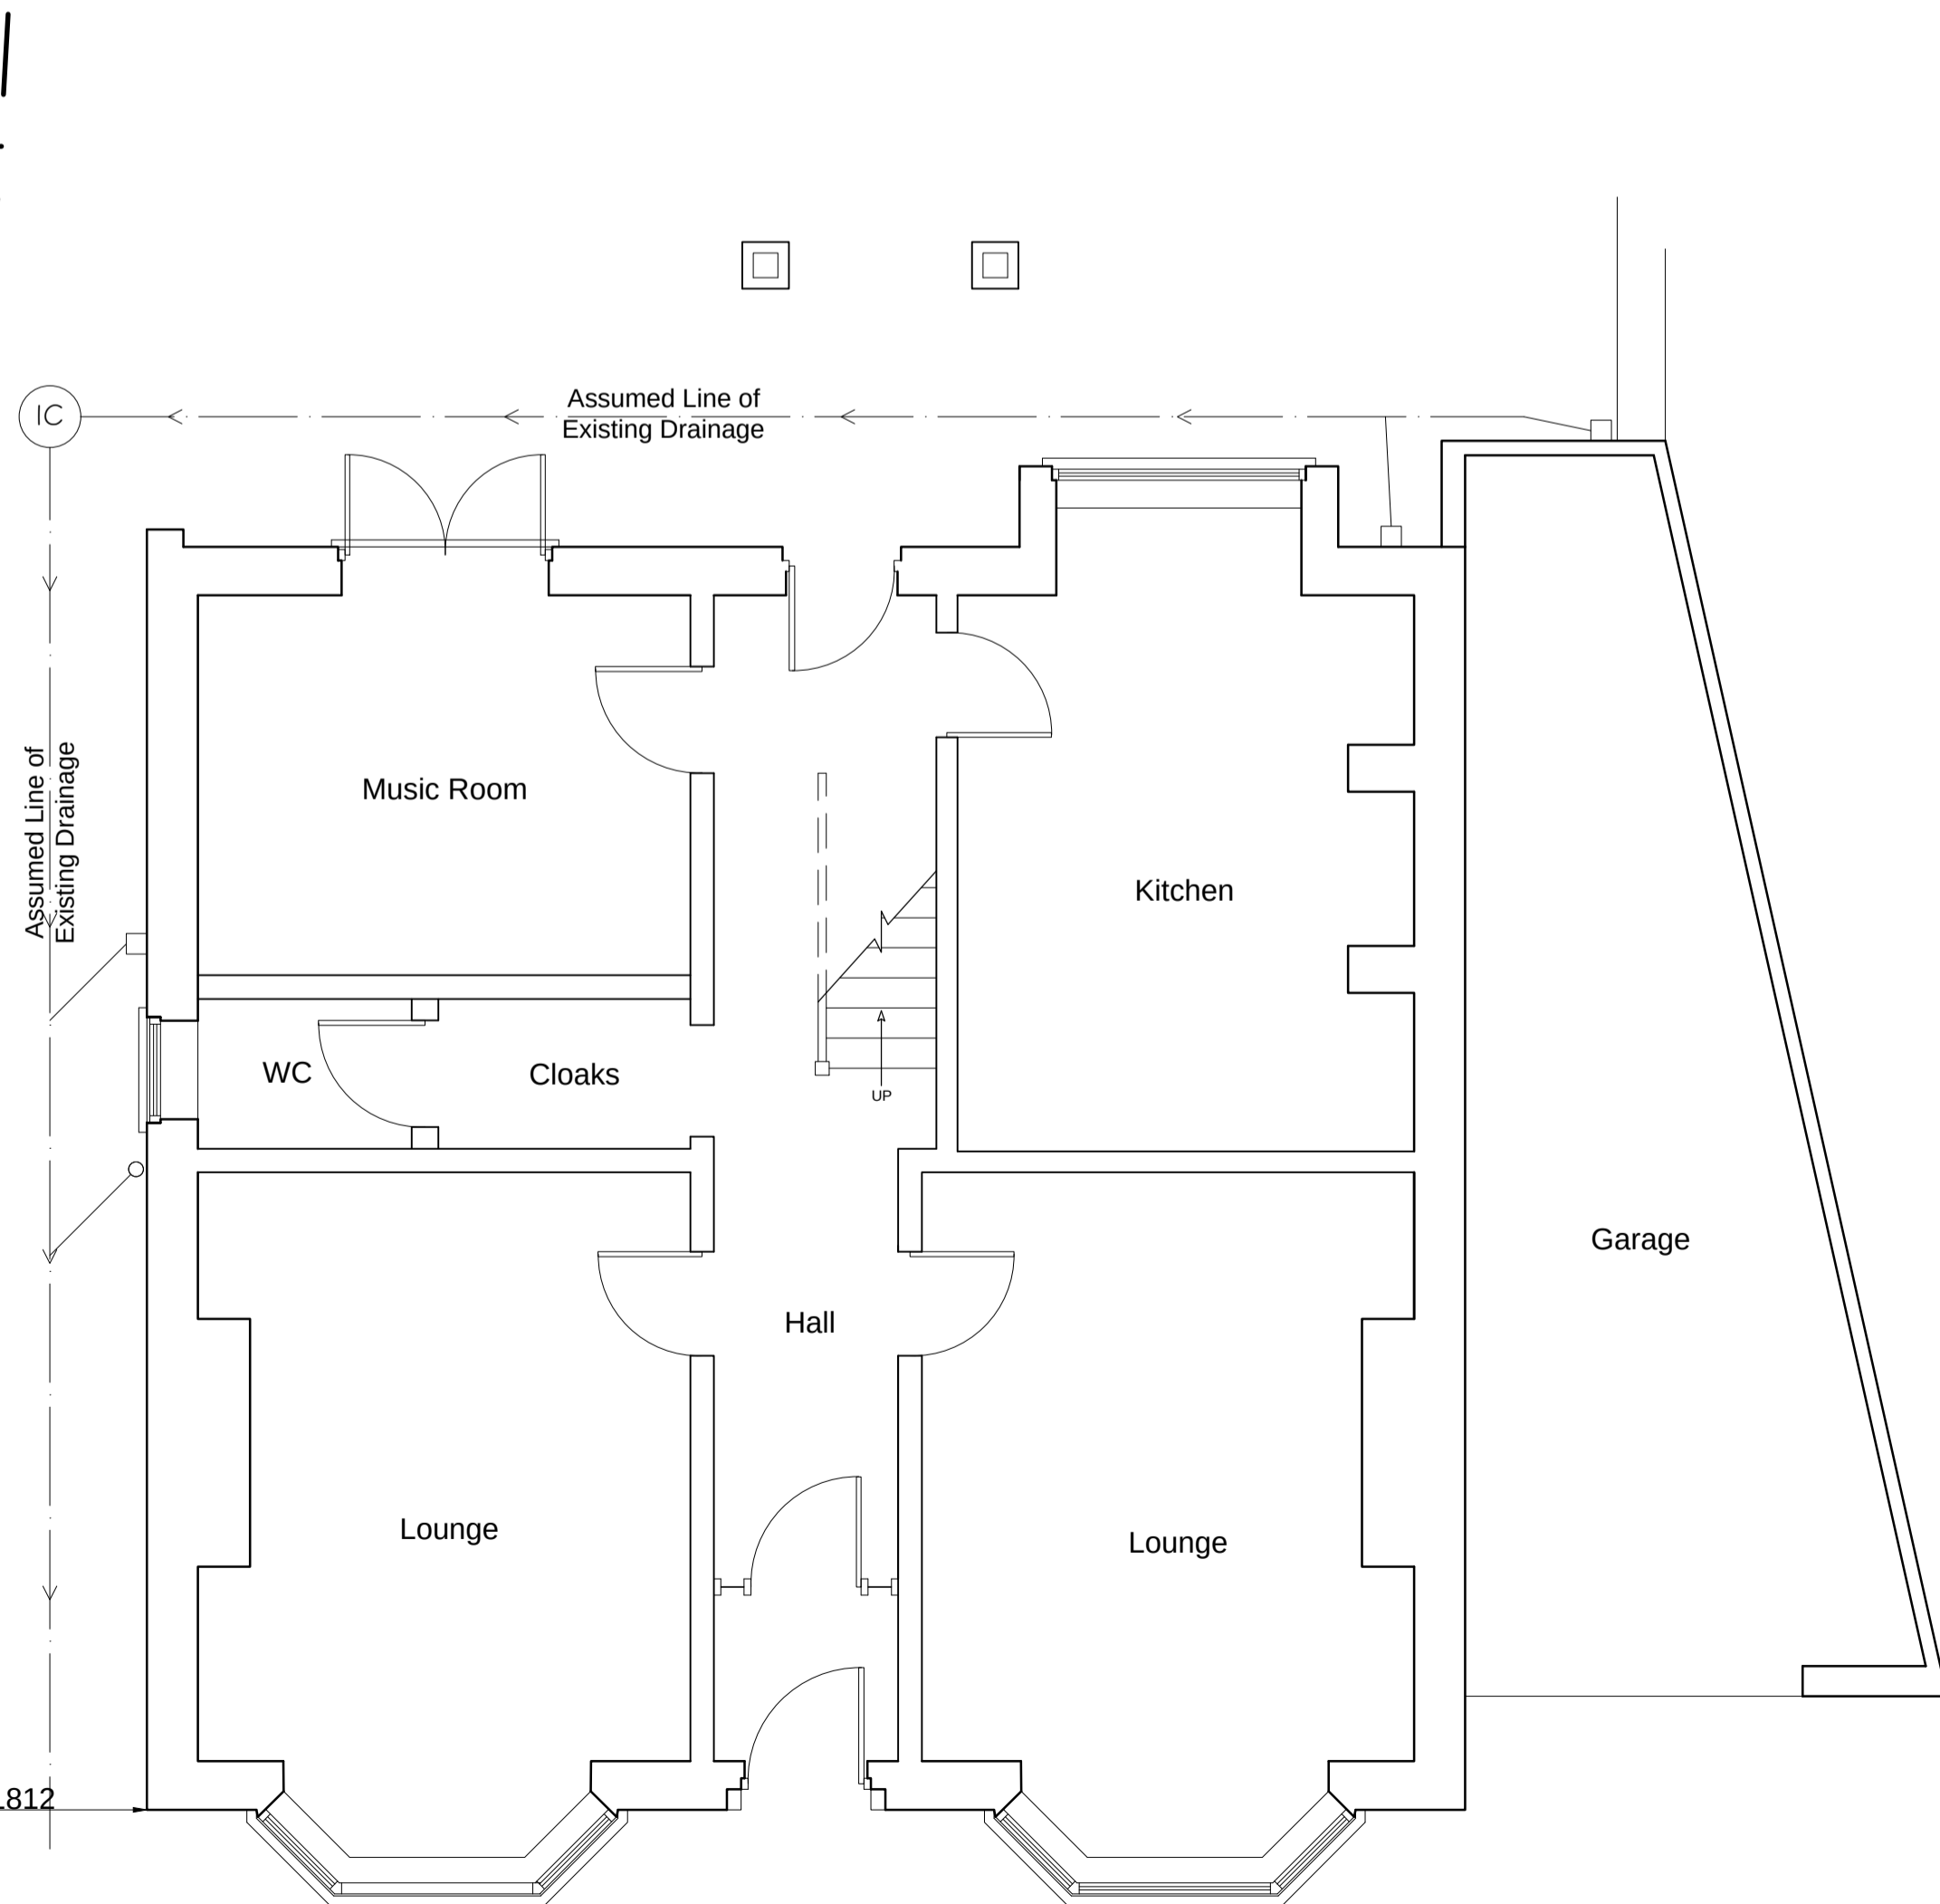 Assumed Line of
Existing Drainage
IC
Assumed Line of
Existing Drainage
Music Room
Kitchen
WC
Cloaks
UP
Garage
Hall
Lounge
Lounge
1812